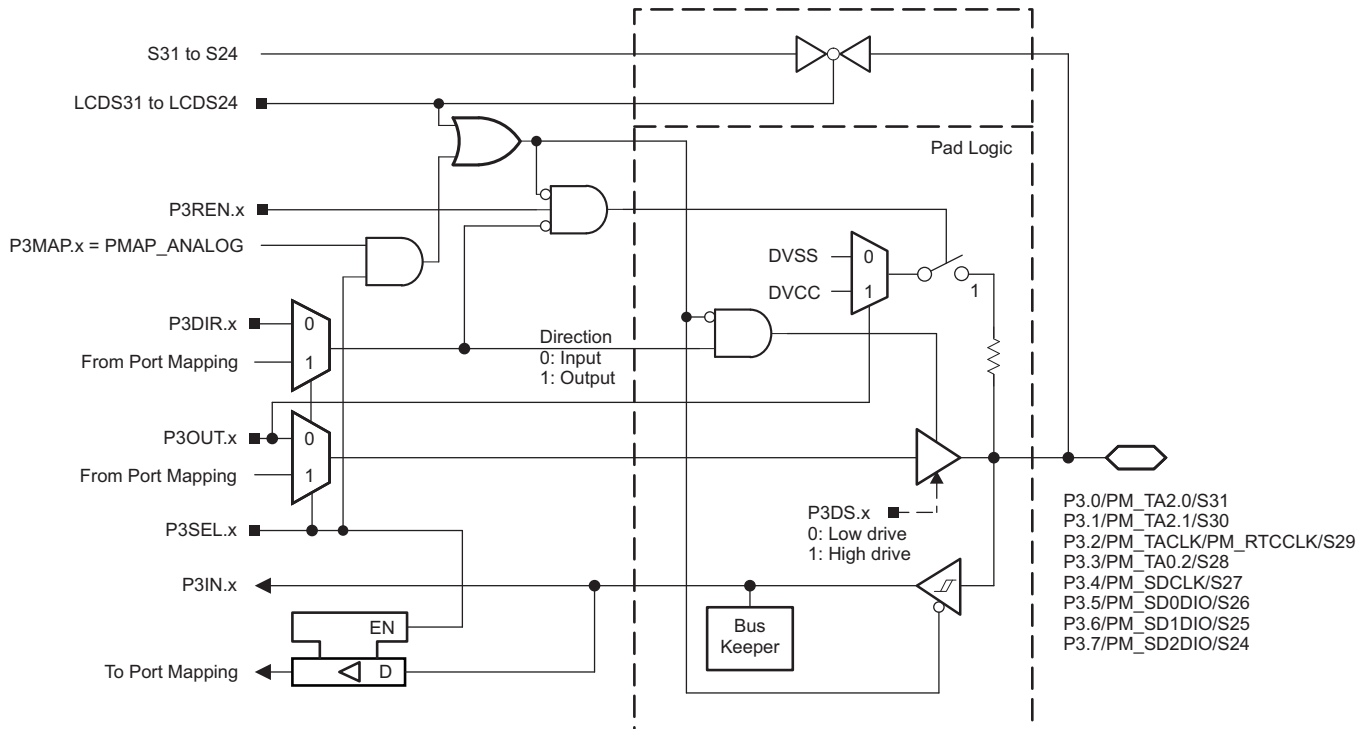 S31 to S24
LCDS31 to LCDS24
Pad Logic
P3REN.x
P3MAP.x = PMAP_ANALOG
DVSS
0
DVCC
1
1
P3DIR.x
0
Direction
0: Input
1: Output
From Port Mapping
1
P3OUT.x
0
From Port Mapping
1
P3DS.x
0: Low drive
1: High drive
P3SEL.x
P3.0/PM_TA2.0/S31
P3.1/PM_TA2.1/S30
P3.2/PM_TACLK/PM_RTCCLK/S29
P3.3/PM_TA0.2/S28
P3.4/PM_SDCLK/S27
P3.5/PM_SD0DIO/S26
P3.6/PM_SD1DIO/S25
P3.7/PM_SD2DIO/S24
P3IN.x
EN
Bus
Keeper
To Port Mapping
D